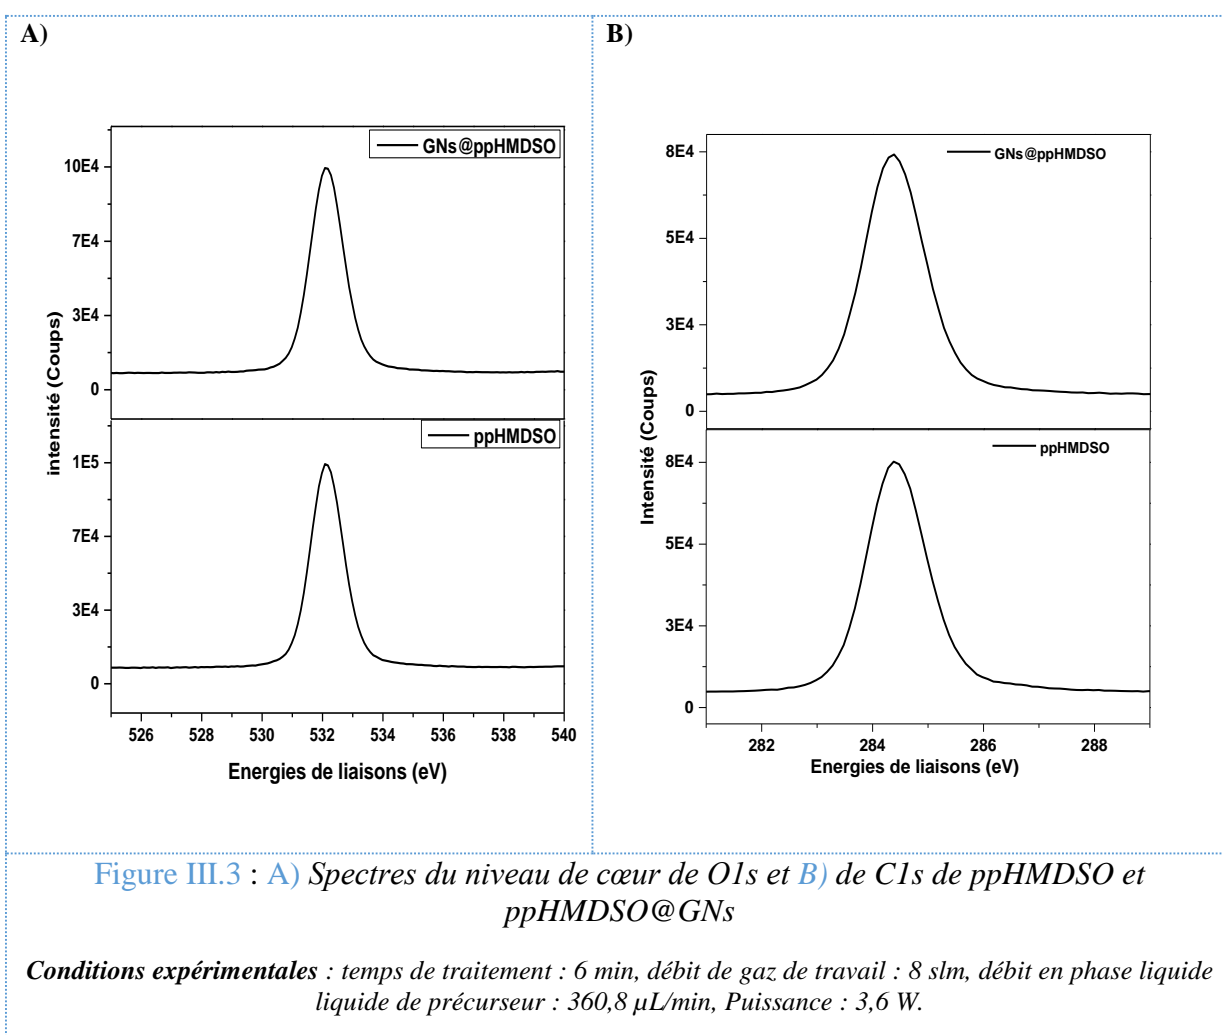 A)
GNs@ppHMDSO
10E4
7E4
3E4
0
ppHMDSO
1E5
7E4
3E4
0
intensité (Coups)
526 528 530 532 534 536 538 540
Energies de liaisons (eV)
B)
GNs@ppHMDSO
8E4
5E4
3E4
0
ppHMDSO
8E4
5E4
3E4
0
Intensité (Coups)
282 284 286 288
Energies de liaisons (eV)
Figure III.3 : A) Spectres du niveau de cœur de O1s et B) de C1s de ppHMDSO et
ppHMDSO@GNs
Conditions expérimentales : temps de traitement : 6 min, débit de gaz de travail : 8 slm, débit en phase liquide
liquide de précurseur : 360,8 µL/min, Puissance : 3,6 W.